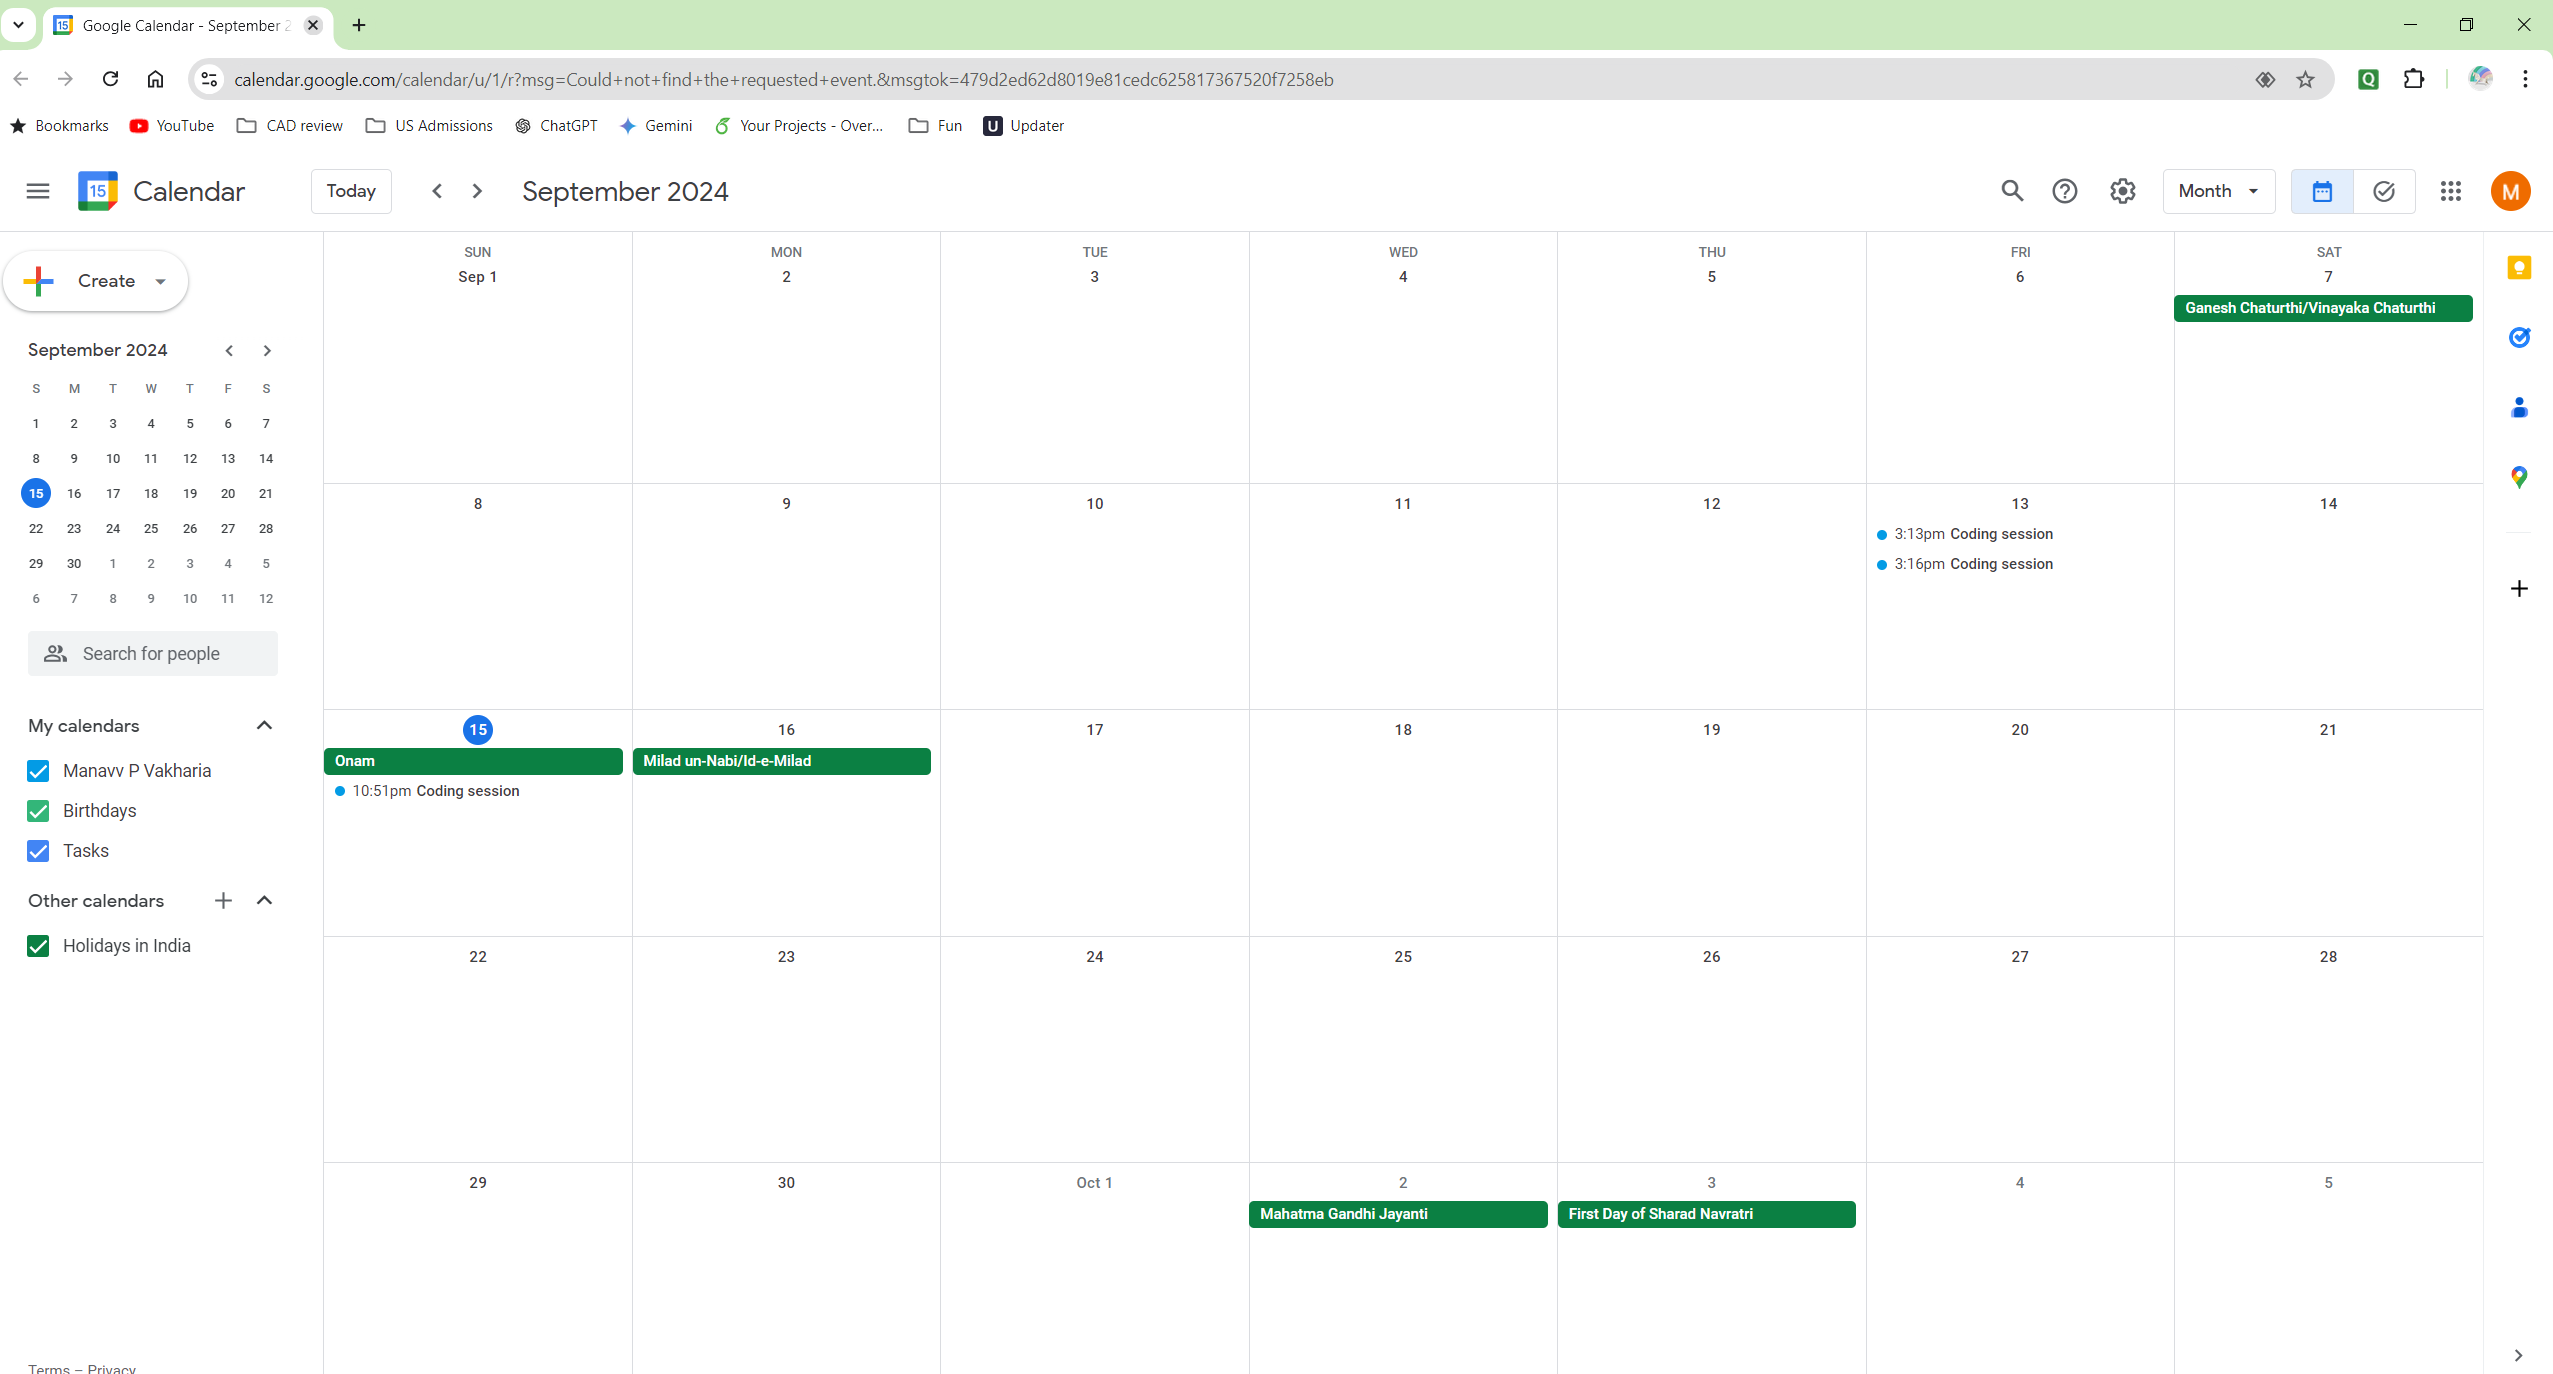 Google Calendar - September 2
calendar.google.com/calendar/u/1/r?msg=Could+not+find+the+requested+event.&msgtok=479d2ed62d8019e81cedc625817367520f7258eb
Bookmarks YouTube CAD review US Admissions ChatGPT Gemini Your Projects - Over... Fun Updater
15 Calendar Today September 2024 Month M
Create
September 2024
S M T W T F S
1 2 3 4 5 6 7
8 9 10 11 12 13 14
15 16 17 18 19 20 21
22 23 24 25 26 27 28
29 30 1 2 3 4 5
6 7 8 9 10 11 12
Search for people
My calendars
Manavv P Vakharia
Birthdays
Tasks
Other calendars
Holidays in India
Terms – Privacy
SUN MON TUE WED THU FRI SAT
Sep 1 2 3 4 5 6 7
Ganesh Chaturthi/Vinayaka Chaturthi
8 9 10 11 12 13 14
3:13pm Coding session
3:16pm Coding session
15 16 17 18 19 20 21
Onam Milad un-Nabi/Id-e-Milad
10:51pm Coding session
22 23 24 25 26 27 28
29 30 Oct 1 2 3 4 5
Mahatma Gandhi Jayanti First Day of Sharad Navratri